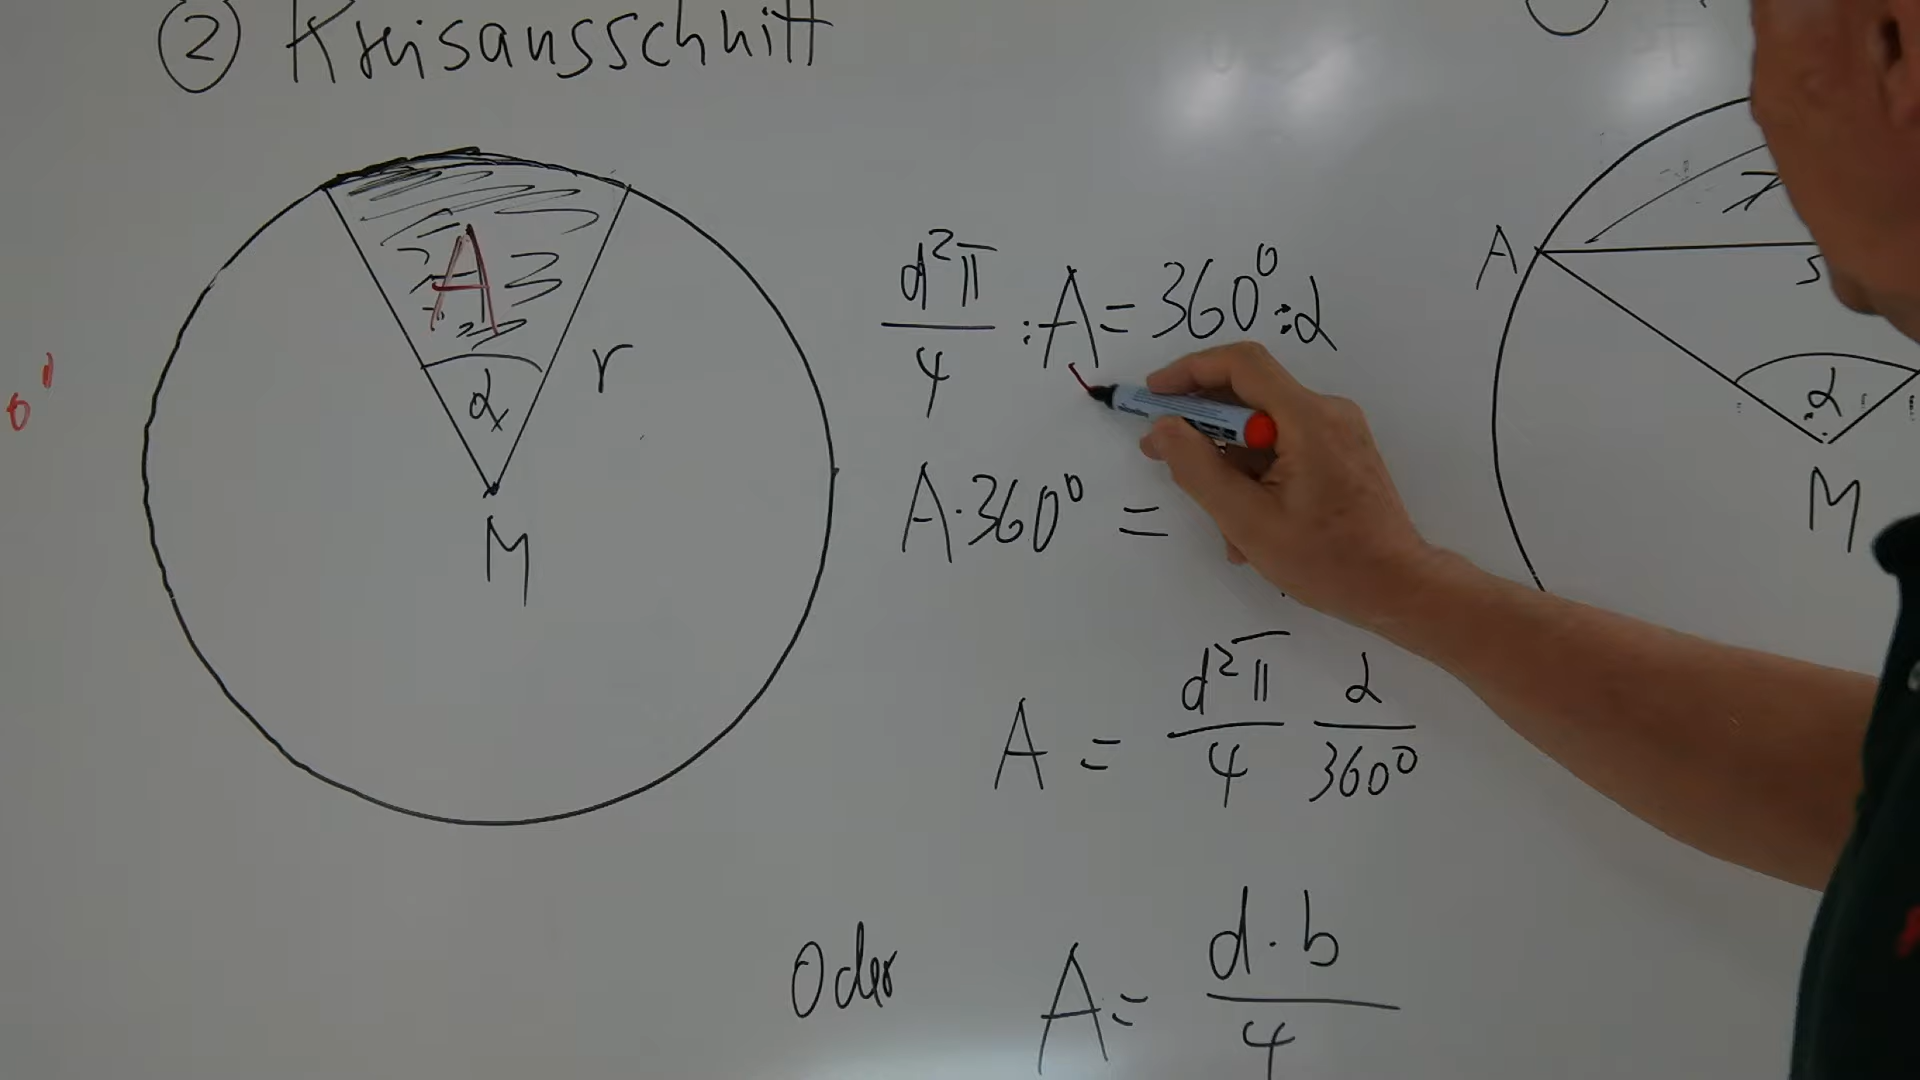 ② Kreisausschnitt
A
α
r
M
d²π/4 : A = 360° : α
A · 360° =
A = d²π/4 α/360°
Oder A = d · b/4
A
s
α
M